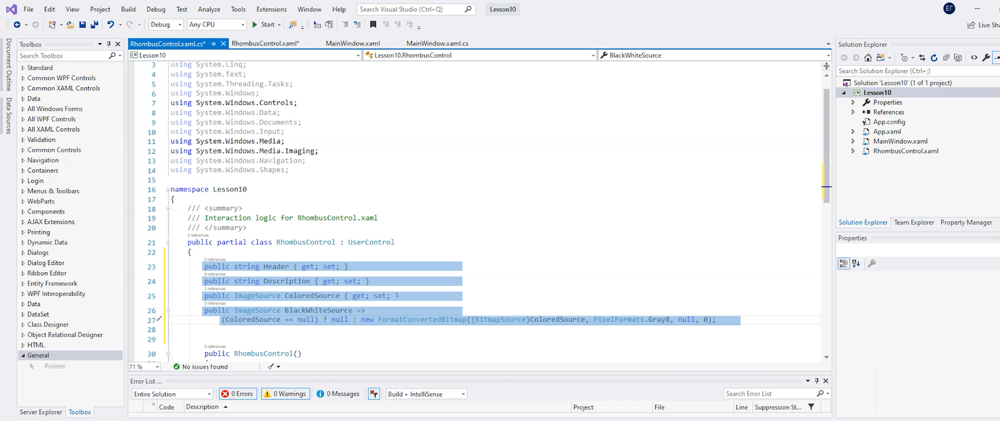 File Edit View Project Build Debug Test Analyze Tools Extensions Window Help Search Visual Studio (Ctrl+Q) Lesson10 ЕГ
Debug Any CPU Start Live Sha
Document Outline
Data Sources
Toolbox
Search Toolbox
Standard
Common WPF Controls
Common XAML Controls
Data
All Windows Forms
All WPF Controls
All XAML Controls
Validation
Common Controls
Navigation
Containers
Login
Menus & Toolbars
WebParts
Components
AJAX Extensions
Printing
Dynamic Data
Dialogs
Dialog Editor
Ribbon Editor
Entity Framework
WPF Interoperability
Data
DataSet
Class Designer
Object Relational Designer
HTML
General
Pointer
Server Explorer Toolbox
RhombusControl.xaml.cs* RhombusControl.xaml* MainWindow.xaml MainWindow.xaml.cs
C# Lesson10 Lesson10.RhombusControl BlackWhiteSource
3 using System.Linq;
4 using System.Text;
5 using System.Threading.Tasks;
6 using System.Windows;
7 using System.Windows.Controls;
8 using System.Windows.Data;
9 using System.Windows.Documents;
10 using System.Windows.Input;
11 using System.Windows.Media;
12 using System.Windows.Media.Imaging;
13 using System.Windows.Navigation;
14 using System.Windows.Shapes;
15
16 namespace Lesson10
17 {
18 /// <summary>
19 /// Interaction logic for RhombusControl.xaml
20 /// </summary>
2 references
21 public partial class RhombusControl : UserControl
22 {
0 references
23 public string Header { get; set; }
0 references
24 public string Description { get; set; }
2 references
25 public ImageSource ColoredSource { get; set; }
0 references
26 public ImageSource BlackWhiteSource =>
27 (ColoredSource == null) ? null : new FormatConvertedBitmap((BitmapSource)ColoredSource, PixelFormats.Gray8, null, 0);
28
29
0 references
30 public RhombusControl()
71 % No issues found
Error List ...
Entire Solution 0 Errors 0 Warnings 0 Messages Build + IntelliSense Search Error List
Code Description Project File Line Suppression St...
Solution Explorer
Search Solution Explorer (Ctrl+;)
Solution 'Lesson10' (1 of 1 project)
C# Lesson10
Properties
References
App.config
App.xaml
MainWindow.xaml
RhombusControl.xaml
Solution Explorer Team Explorer Property Manager
Properties